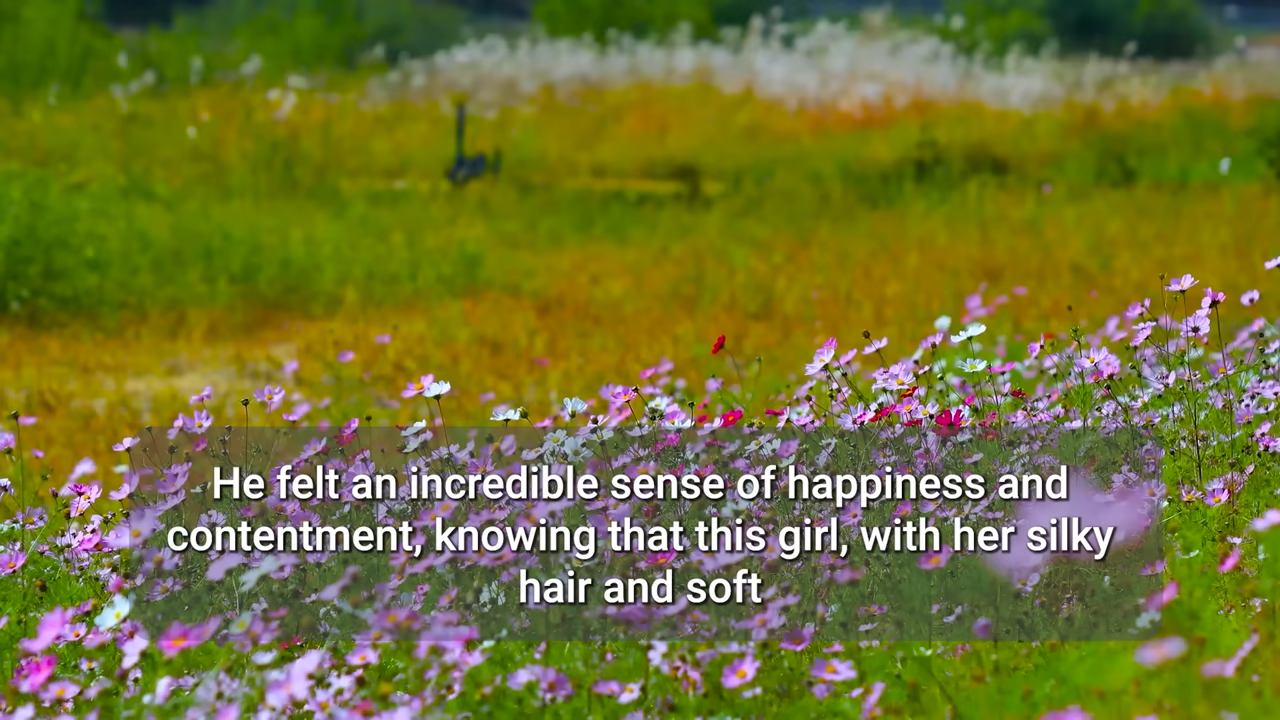 He felt an incredible sense of happiness and
contentment, knowing that this girl, with her silky
hair and soft